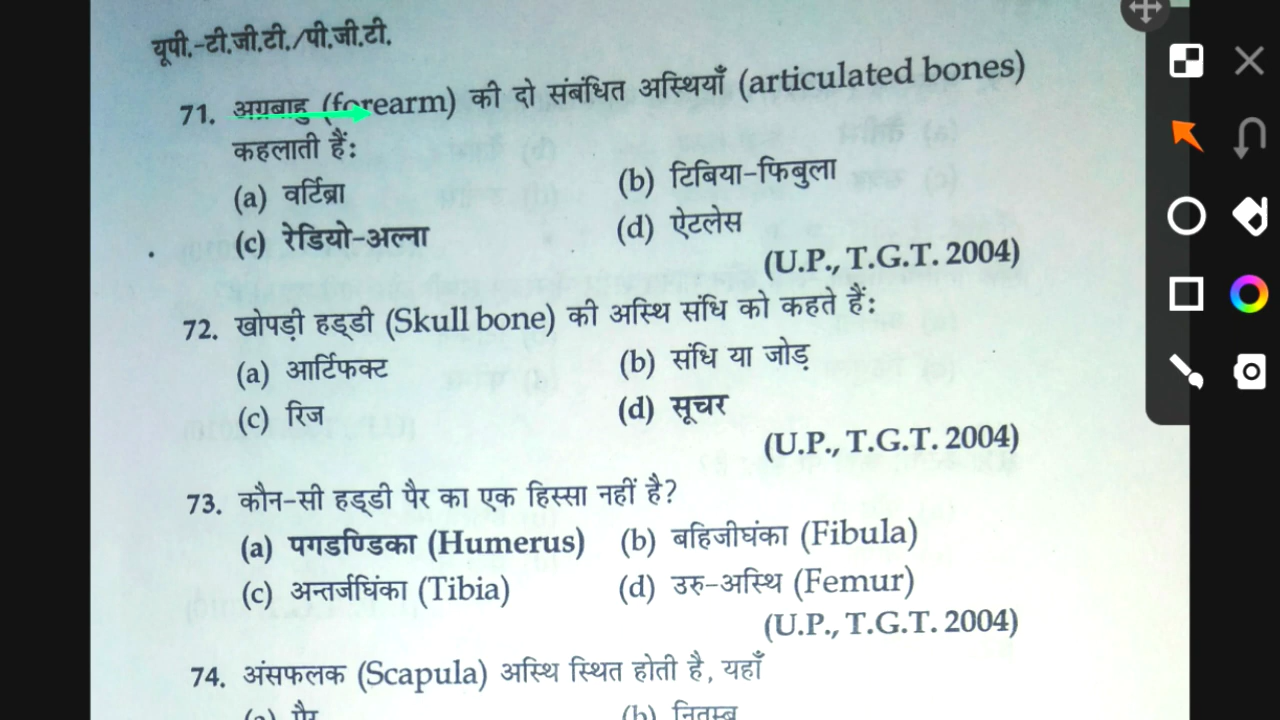 यूपी.-टी.जी.टी./पी.जी.टी.
71. अग्रबाहु (forearm) की दो संबंधित अस्थियाँ (articulated bones)
कहलाती हैं:
(a) वर्टिब्रा (b) टिबिया-फिबुला
(c) रेडियो-अल्ना (d) ऐटलेस
(U.P., T.G.T. 2004)
72. खोपड़ी हड्डी (Skull bone) की अस्थि संधि को कहते हैं:
(a) आर्टिफक्ट (b) संधि या जोड़
(c) रिज (d) सूचर
(U.P., T.G.T. 2004)
73. कौन-सी हड्डी पैर का एक हिस्सा नहीं है?
(a) पगडण्डिका (Humerus) (b) बहिजीघंका (Fibula)
(c) अन्तर्जघिंका (Tibia) (d) उरु-अस्थि (Femur)
(U.P., T.G.T. 2004)
74. अंसफलक (Scapula) अस्थि स्थित होती है, यहाँ
(a) पैर (b) नितम्ब